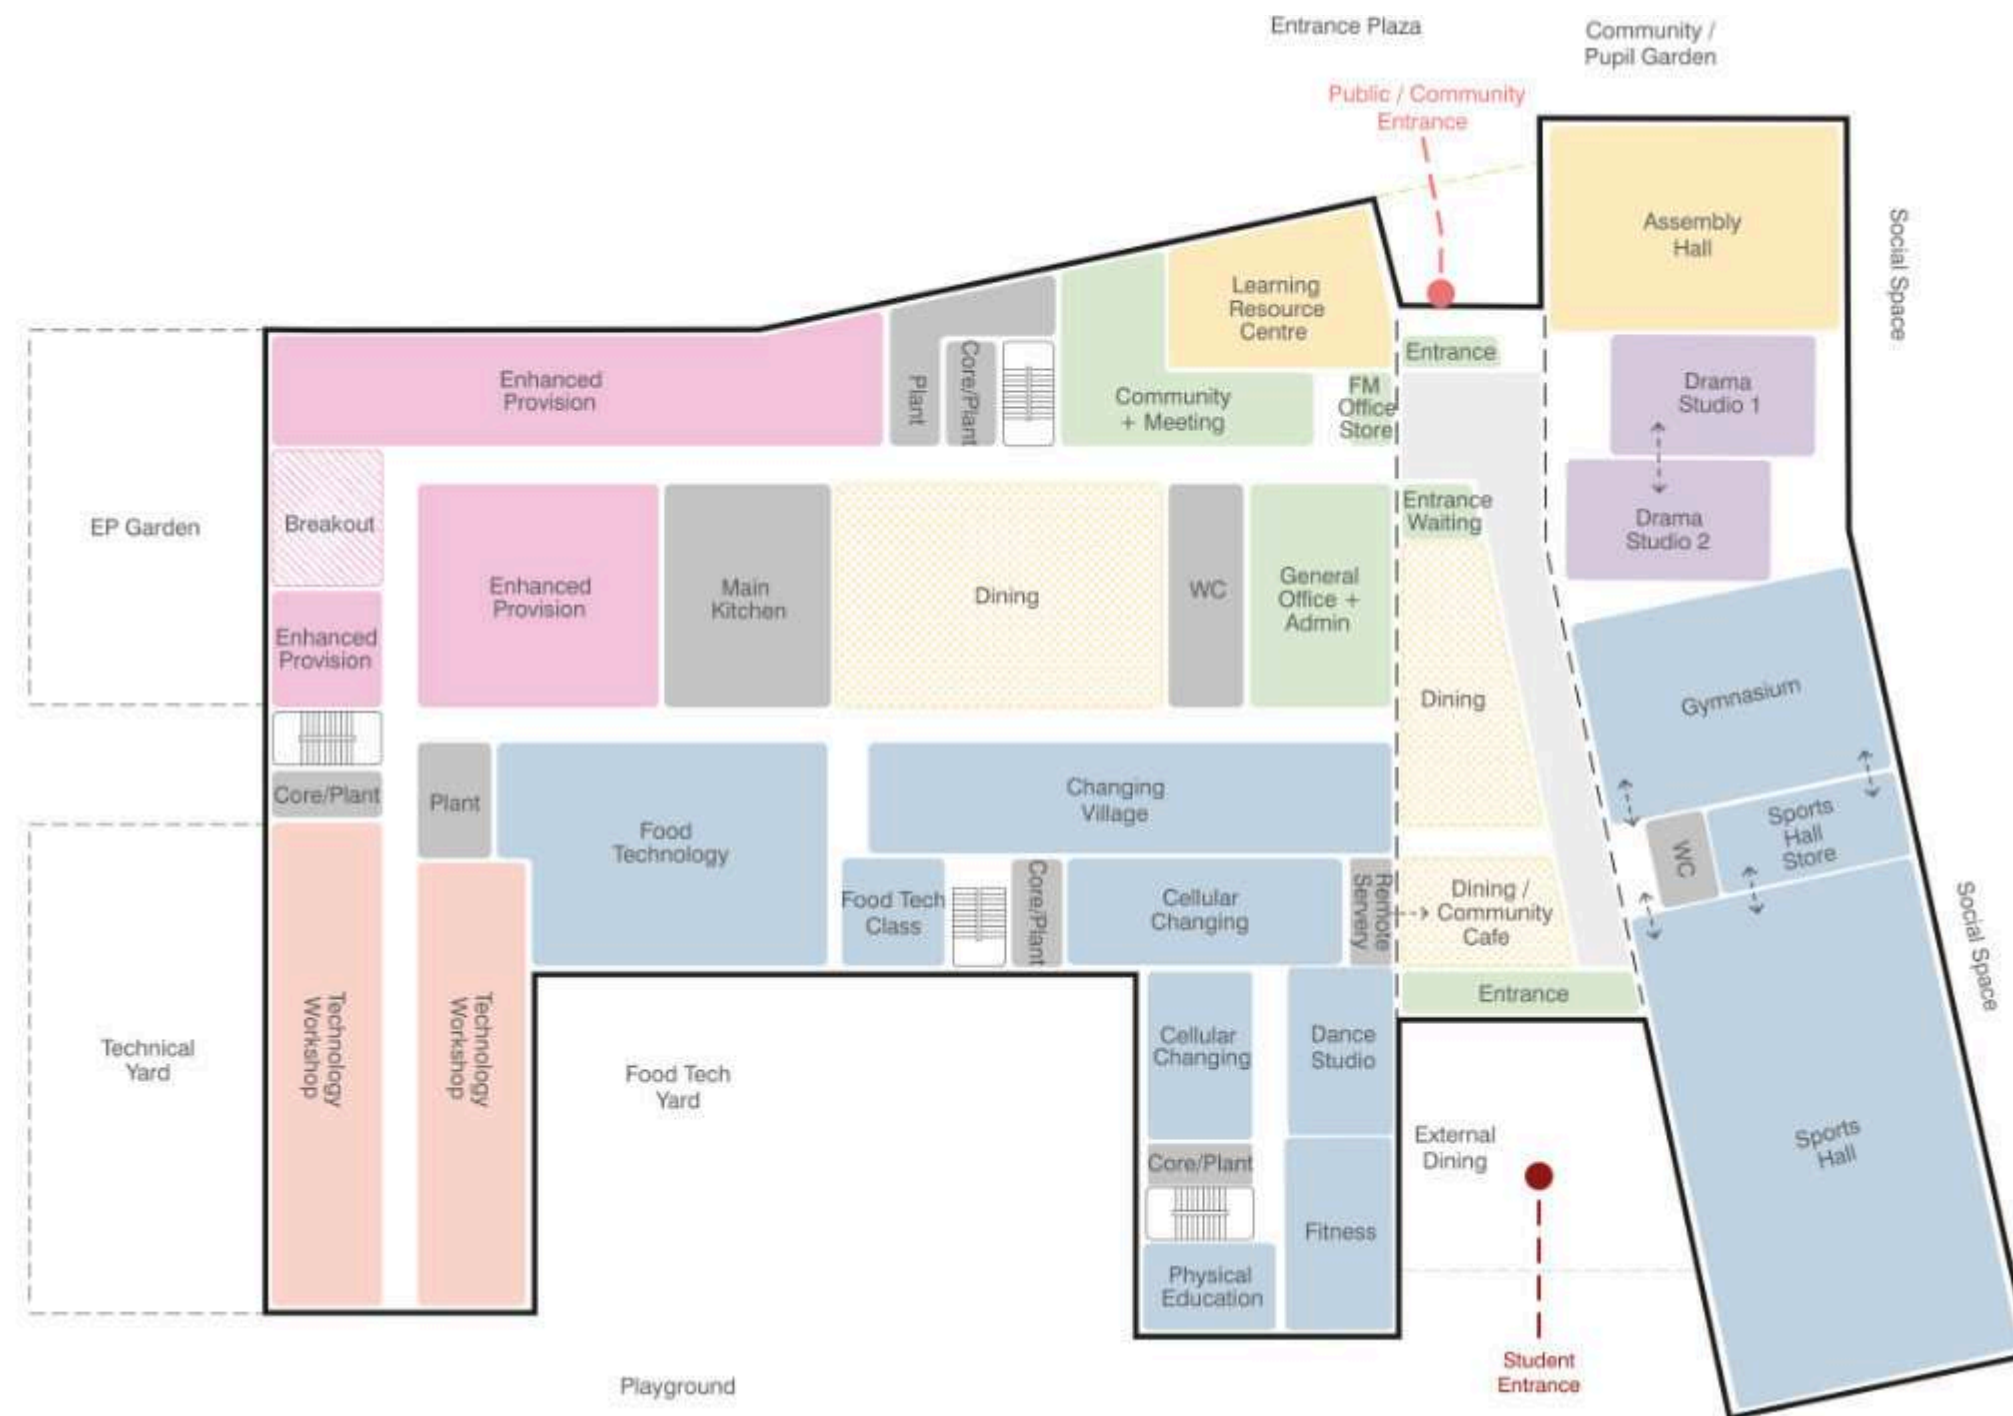 Entrance Plaza
Community /
Pupil Garden
Public / Community
Entrance
Assembly
Hall
Social Space
Learning
Resource
Centre
Entrance
Enhanced
Provision
Plant
Core/Plant
Community
+ Meeting
FM
Office
Store
Drama
Studio 1
EP Garden
Breakout
Enhanced
Provision
Main
Kitchen
Dining
WC
General
Office +
Admin
Entrance
Waiting
Drama
Studio 2
Enhanced
Provision
Dining
Gymnasium
Core/Plant
Plant
Food
Technology
Changing
Village
Sports
Hall
Store
WC
Food Tech
Class
Core/Plant
Cellular
Changing
Remote
Servery
Dining /
Community
Cafe
Social Space
Entrance
Technical
Yard
Technology
Workshop
Technology
Workshop
Food Tech
Yard
Cellular
Changing
Dance
Studio
External
Dining
Sports
Hall
Core/Plant
Fitness
Physical
Education
Student
Entrance
Playground